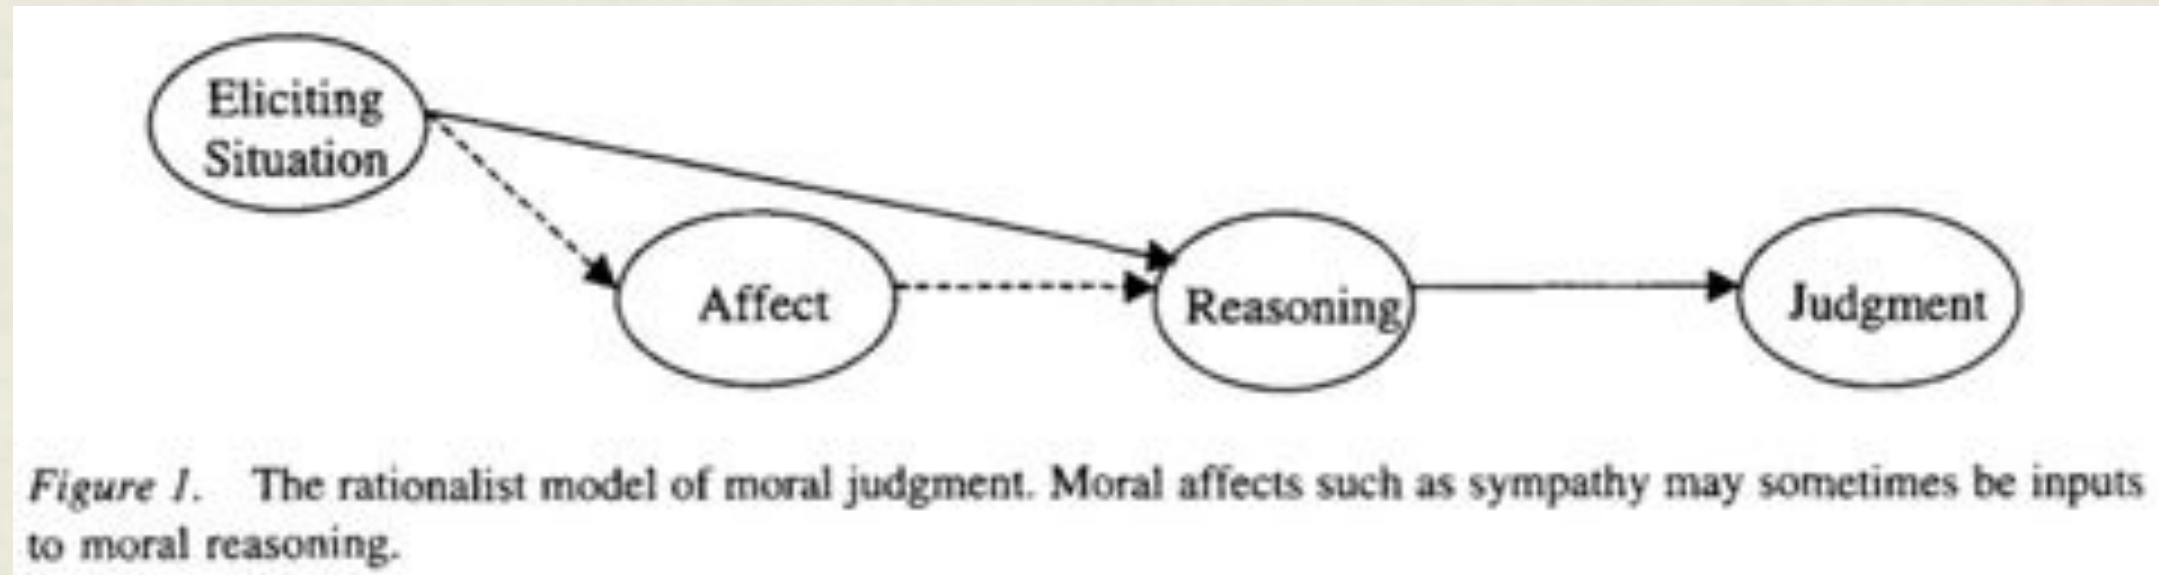 Eliciting
Situation
Affect
Reasoning
Judgment
Figure 1. The rationalist model of moral judgment. Moral affects such as sympathy may sometimes be inputs
to moral reasoning.